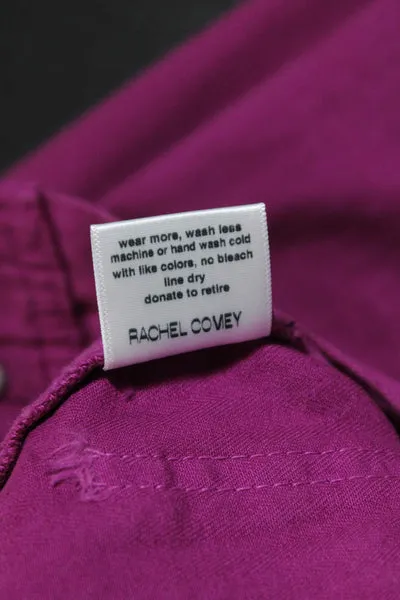 wear more, wash less
machine or hand wash cold
with like colors, no bleach
line dry
donate to retire
RACHEL COMEY